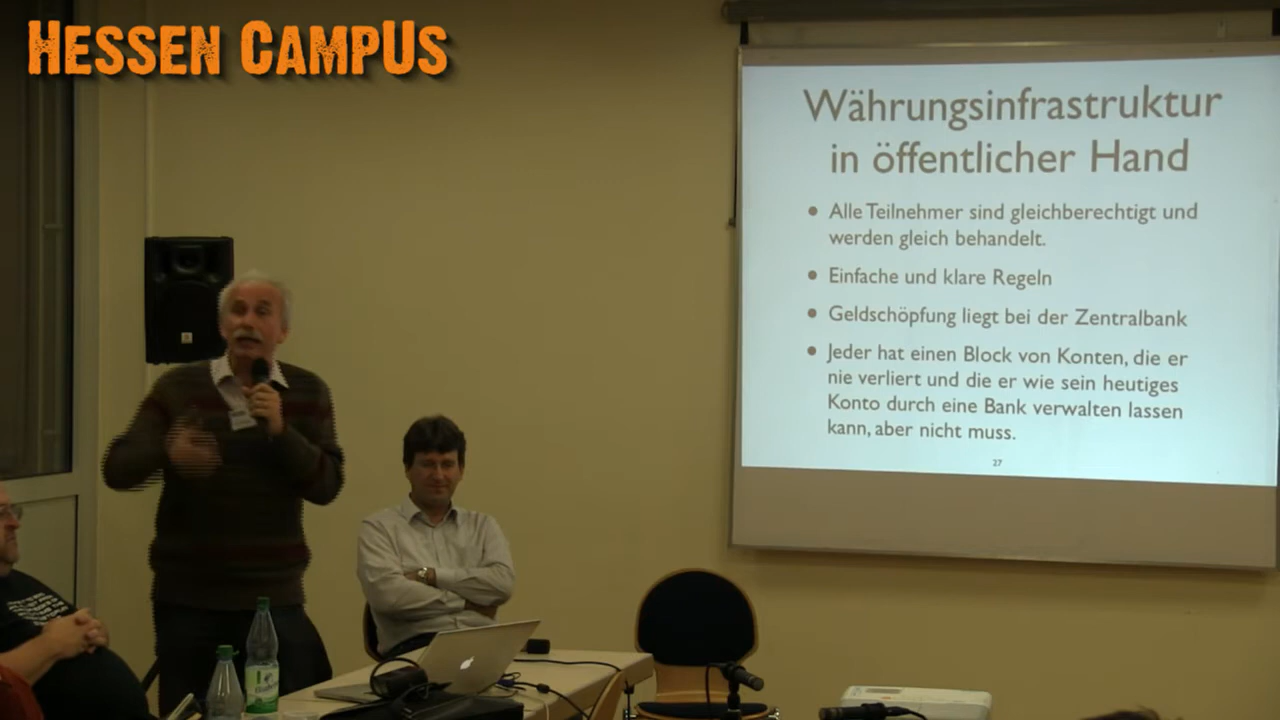 HESSEN CAMPUS
Währungsinfrastruktur
in öffentlicher Hand
• Alle Teilnehmer sind gleichberechtigt und
werden gleich behandelt.
• Einfache und klare Regeln
• Geldschöpfung liegt bei der Zentralbank
• Jeder hat einen Block von Konten, die er
nie verliert und die er wie sein heutiges
Konto durch eine Bank verwalten lassen
kann, aber nicht muss.
27